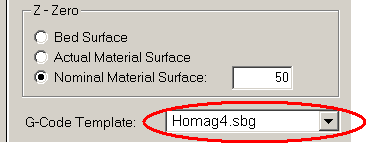 Z - Zero
Bed Surface
Actual Material Surface
Nominal Material Surface: 50
G-Code Template: Homag4.sbg